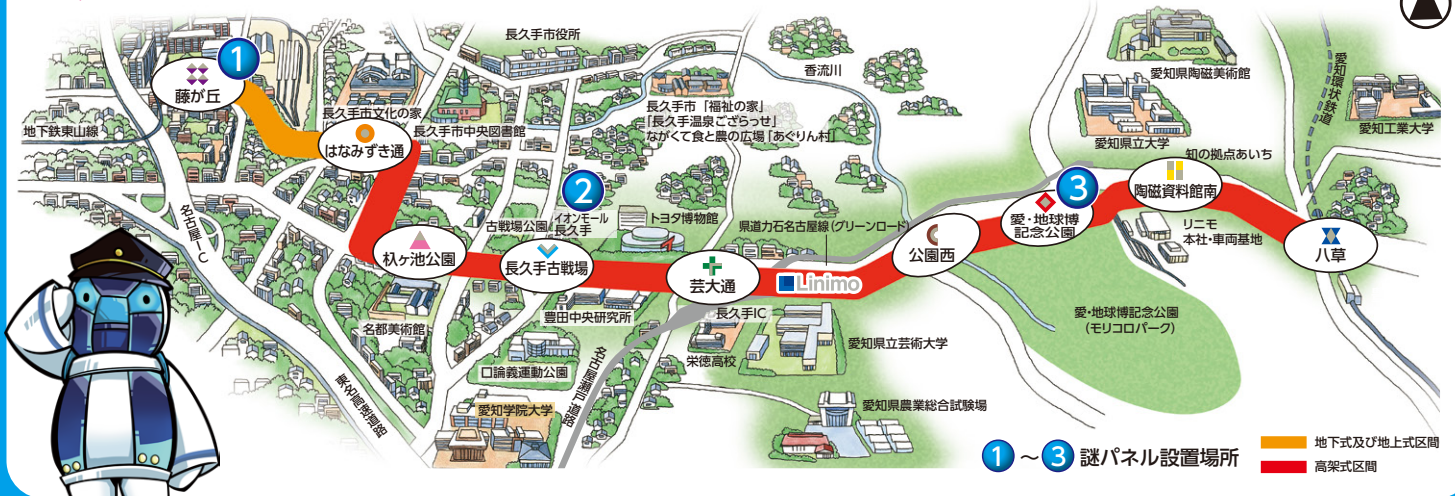 1
藤が丘
地下鉄東山線
名古屋IC
長久手市文化の家
はなみずき通
長久手市中央図書館
長久手市役所
香流川
長久手市「福祉の家」
「長久手温泉ござらっせ」
ながくて食と農の広場「あぐりん村」
杁ヶ池公園
古戦場公園
2
イオンモール
長久手
長久手古戦場
トヨタ博物館
芸大通
県道力石名古屋線(グリーンロード)
Linimo
公園西
3
愛・地球博
記念公園
陶磁資料館南
知の拠点あいち
リニモ
本社・車両基地
八草
愛知県陶磁美術館
愛知県立大学
愛知環状鉄道
愛知工業大学
愛・地球博記念公園
(モリコロパーク)
名都美術館
豊田中央研究所
口論義運動公園
愛知学院大学
東名高速道路
名古屋瀬戸道路
長久手IC
栄徳高校
愛知県立芸術大学
愛知県農業総合試験場
1~3謎パネル設置場所
地下式及び地上式区間
高架式区間